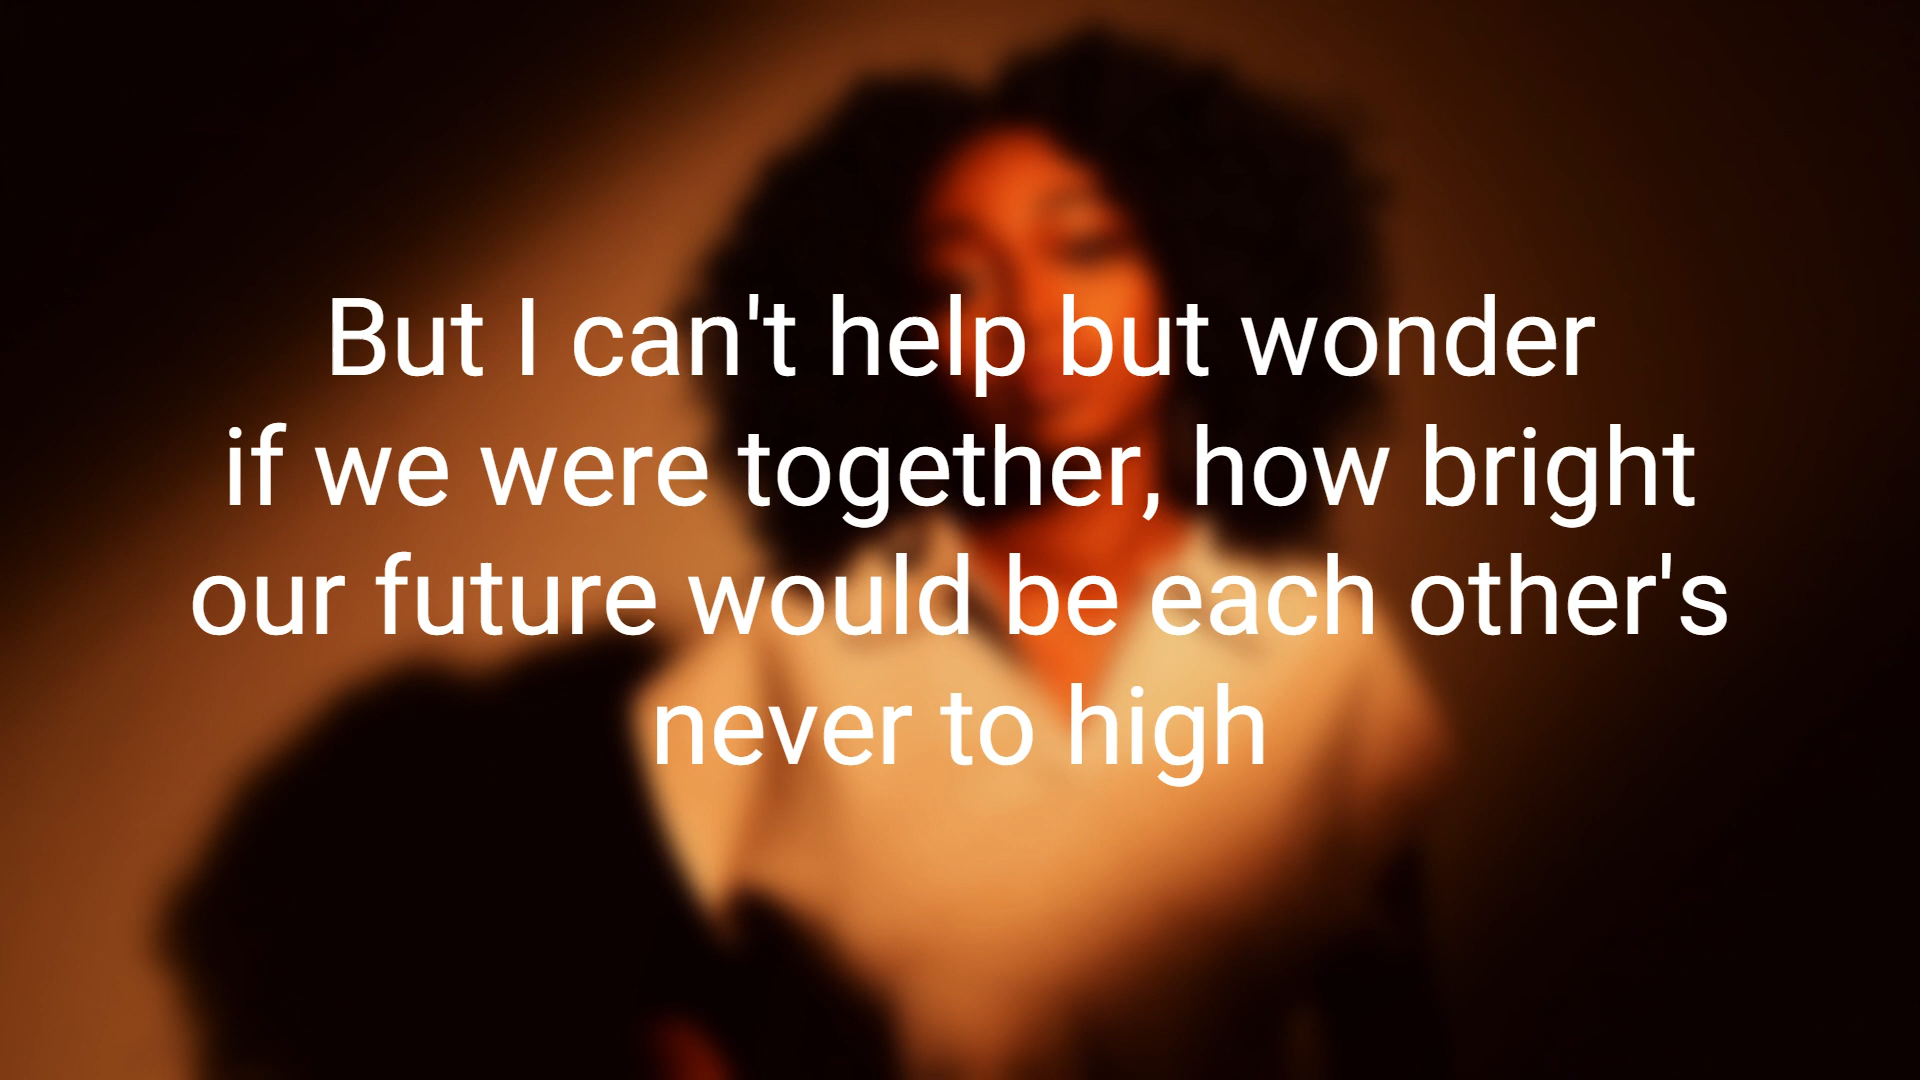 But I can't help but wonder
if we were together, how bright
our future would be each other's
never to high